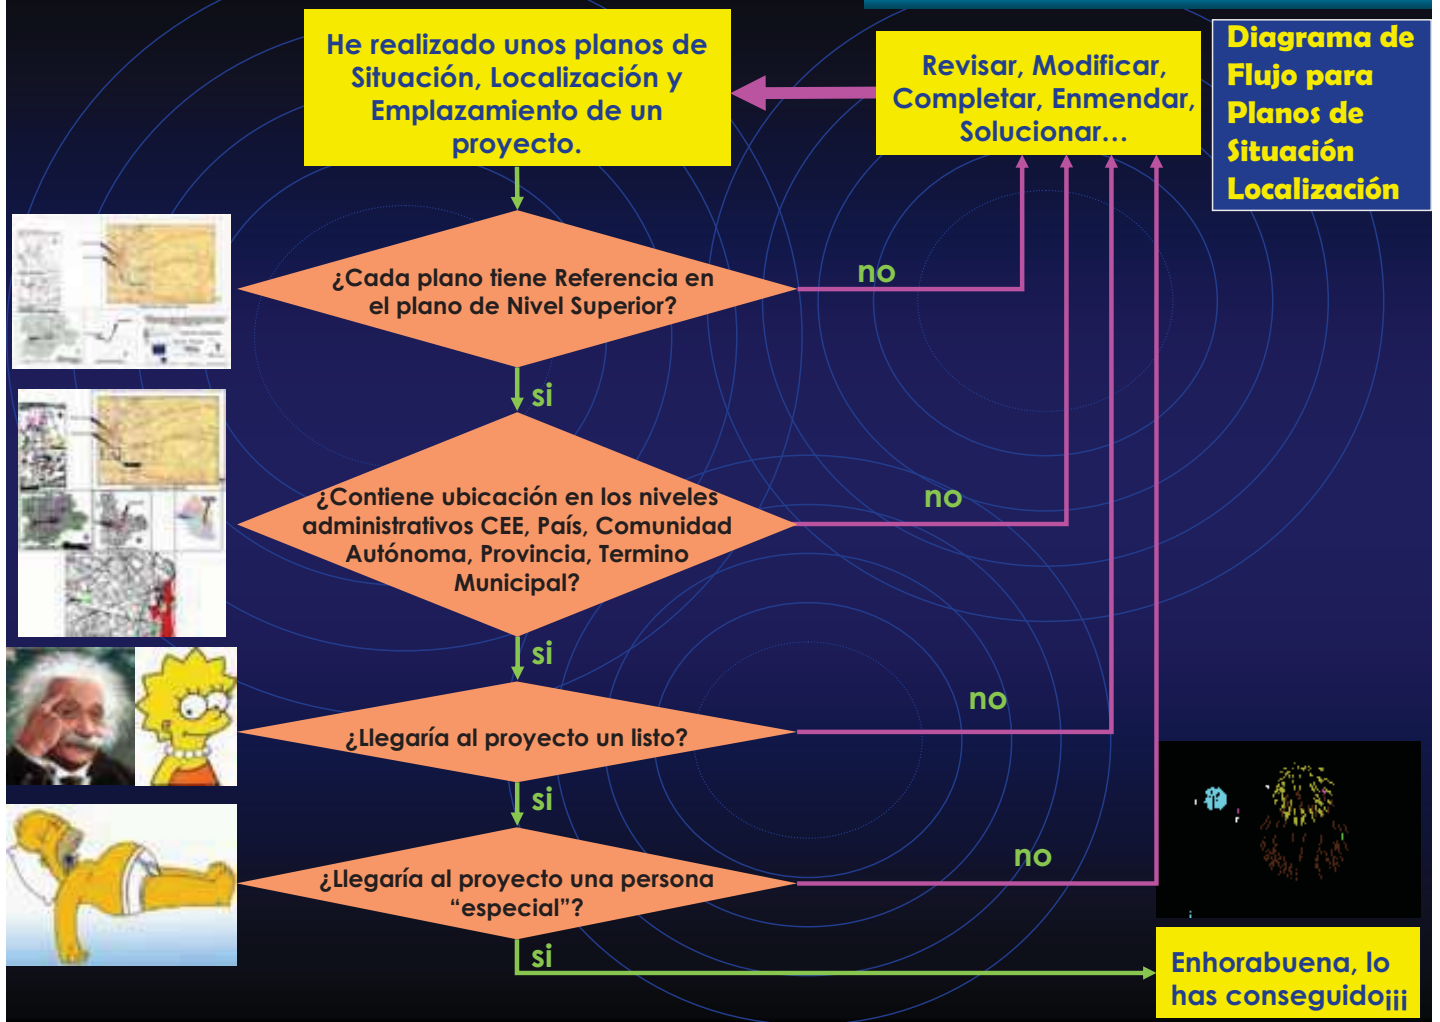 He realizado unos planos de
Situación, Localización y
Emplazamiento de un
proyecto.
Revisar, Modificar,
Completar, Enmendar,
Solucionar...
Diagrama de
Flujo para
Planos de
Situación
Localización
¿Cada plano tiene Referencia en
el plano de Nivel Superior?
no
si
¿Contiene ubicación en los niveles
administrativos CEE, País, Comunidad
Autónoma, Provincia, Termino
Municipal?
no
si
¿Llegaría al proyecto un listo?
no
si
¿Llegaría al proyecto una persona
“especial”?
no
si
Enhorabuena, lo
has conseguido¡¡¡